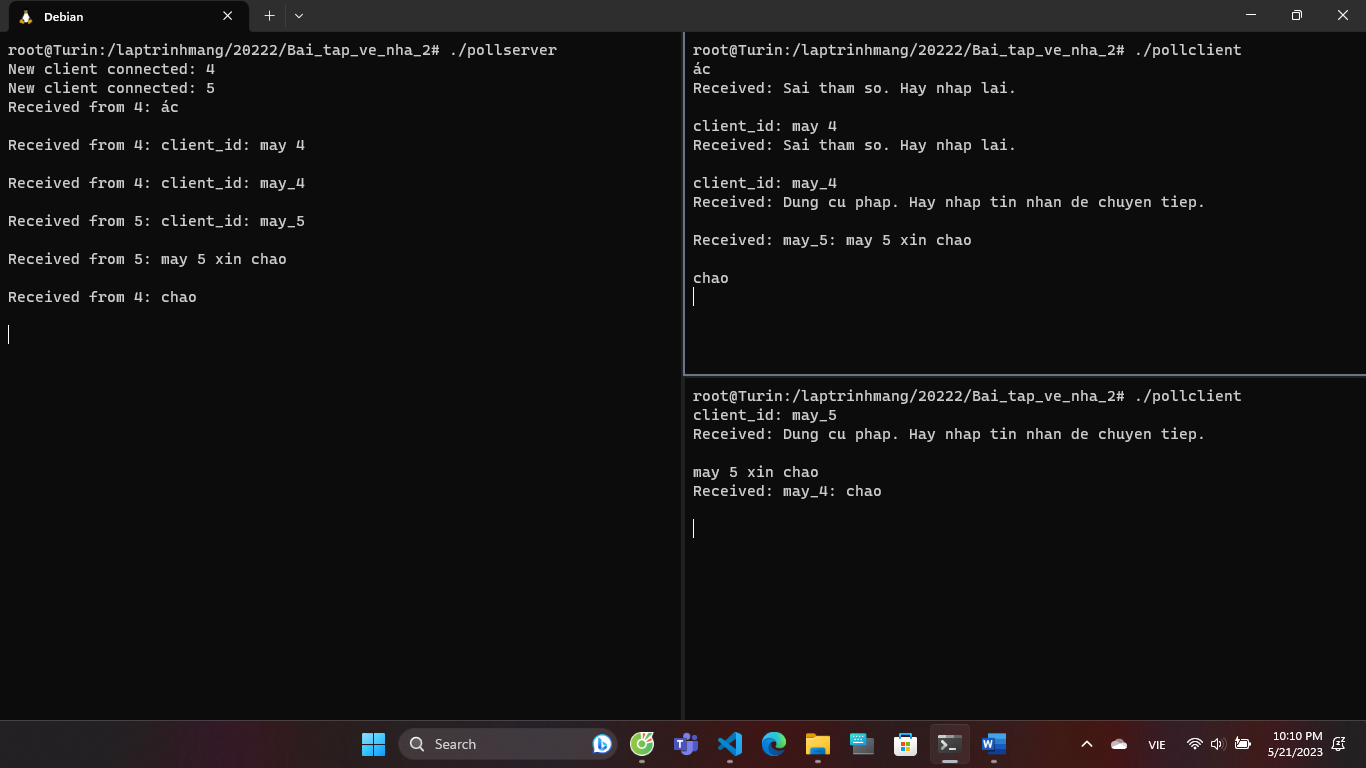 Debian
root@Turin:/laptrinhmang/20222/Bai_tap_ve_nha_2# ./pollserver
New client connected: 4
New client connected: 5
Received from 4: ác
Received from 4: client_id: may 4
Received from 4: client_id: may_4
Received from 5: client_id: may_5
Received from 5: may 5 xin chao
Received from 4: chao
root@Turin:/laptrinhmang/20222/Bai_tap_ve_nha_2# ./pollclient
ác
Received: Sai tham so. Hay nhap lai.
client_id: may 4
Received: Sai tham so. Hay nhap lai.
client_id: may_4
Received: Dung cu phap. Hay nhap tin nhan de chuyen tiep.
Received: may_5: may 5 xin chao
chao
root@Turin:/laptrinhmang/20222/Bai_tap_ve_nha_2# ./pollclient
client_id: may_5
Received: Dung cu phap. Hay nhap tin nhan de chuyen tiep.
may 5 xin chao
Received: may_4: chao
Search
VIE
10:10 PM
5/21/2023